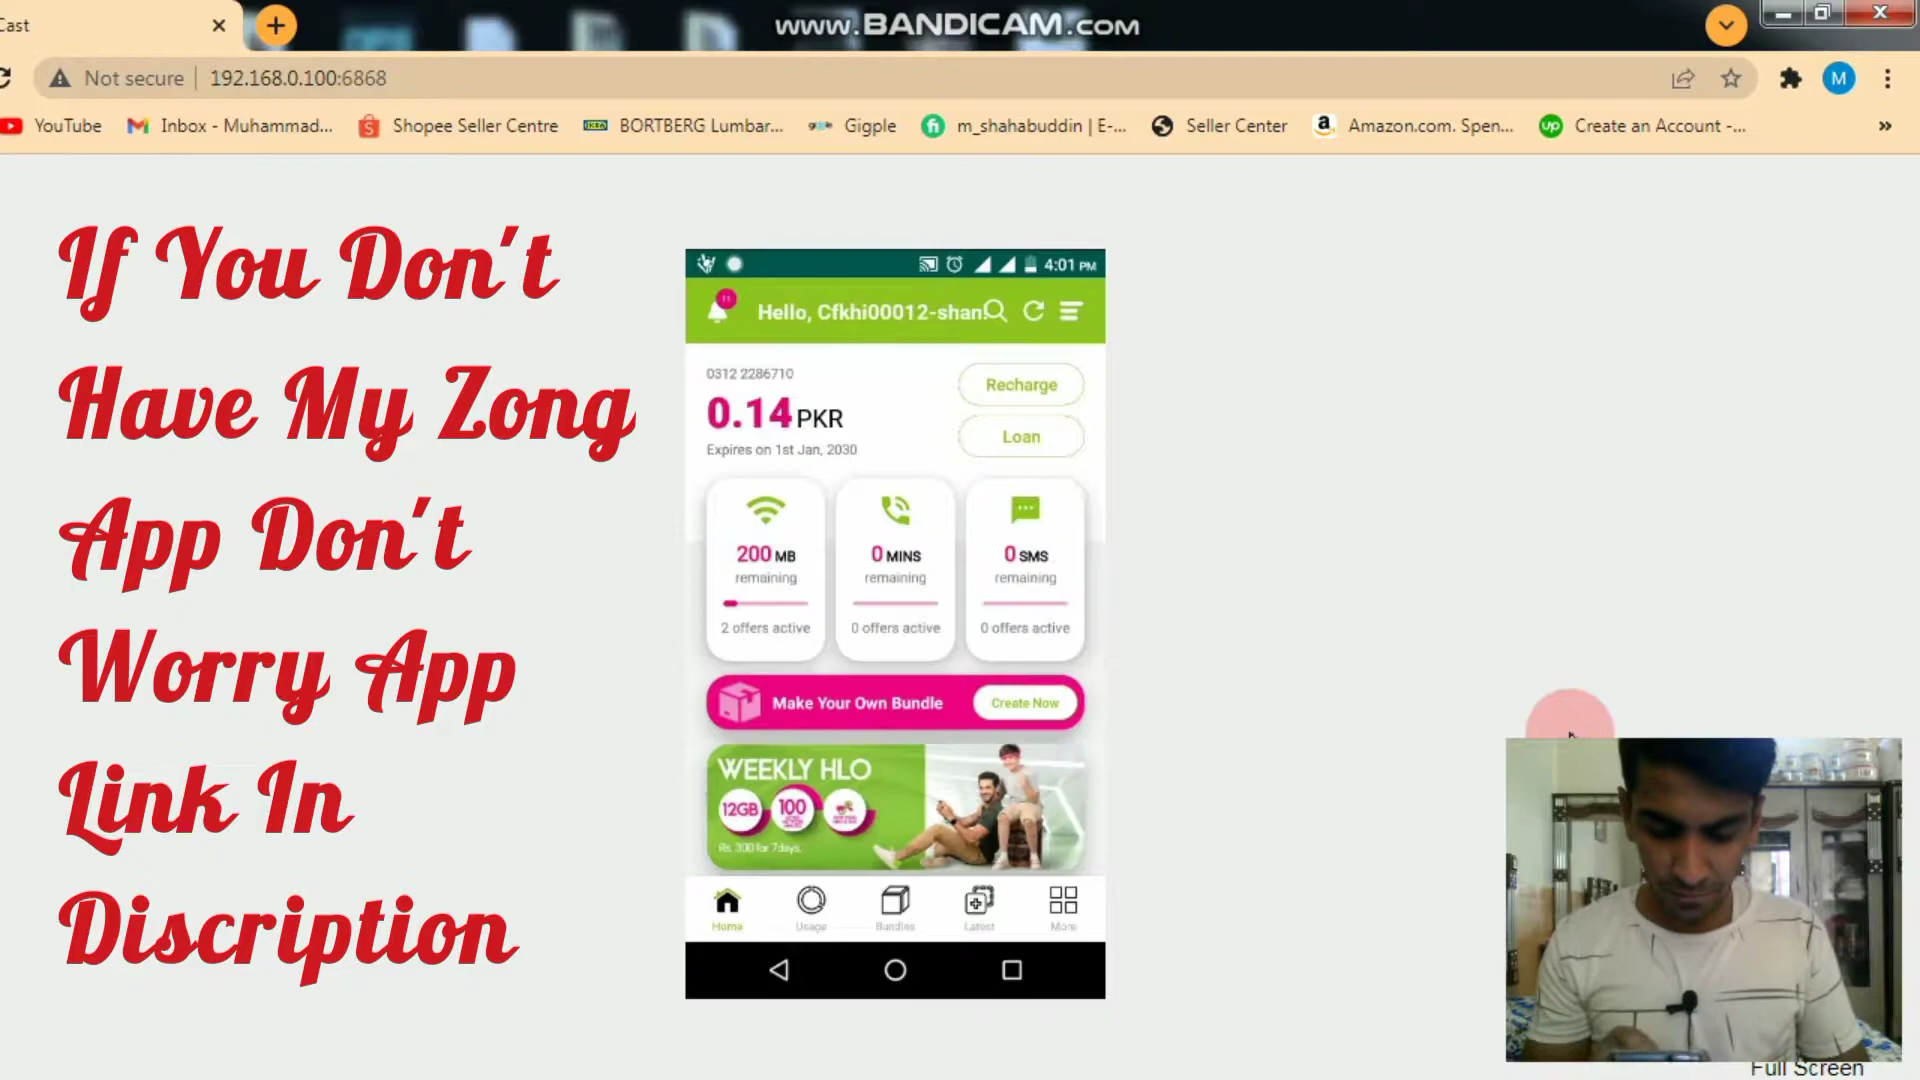 Cast
www.BANDICAM.com
Not secure
192.168.0.100:6868
M
YouTube
Inbox - Muhammad...
Shopee Seller Centre
BORTBERG Lumbar...
Gigple
m_shahabuddin | E-...
Seller Center
Amazon.com. Spen...
Create an Account -...
»
If You Don't
Have My Zong
App Don't
Worry App
Link In
Discription
4:01 PM
11
Hello, Cfkhi00012-shan
0312 2286710
0.14 PKR
Expires on 1st Jan, 2030
Recharge
Loan
200 MB
remaining
2 offers active
0 MINS
remaining
0 offers active
0 SMS
remaining
0 offers active
Make Your Own Bundle
Create Now
WEEKLY HLO
12GB
100
Rs. 300 for 7days.
Home
Usage
Bundles
Latest
More
Full Screen